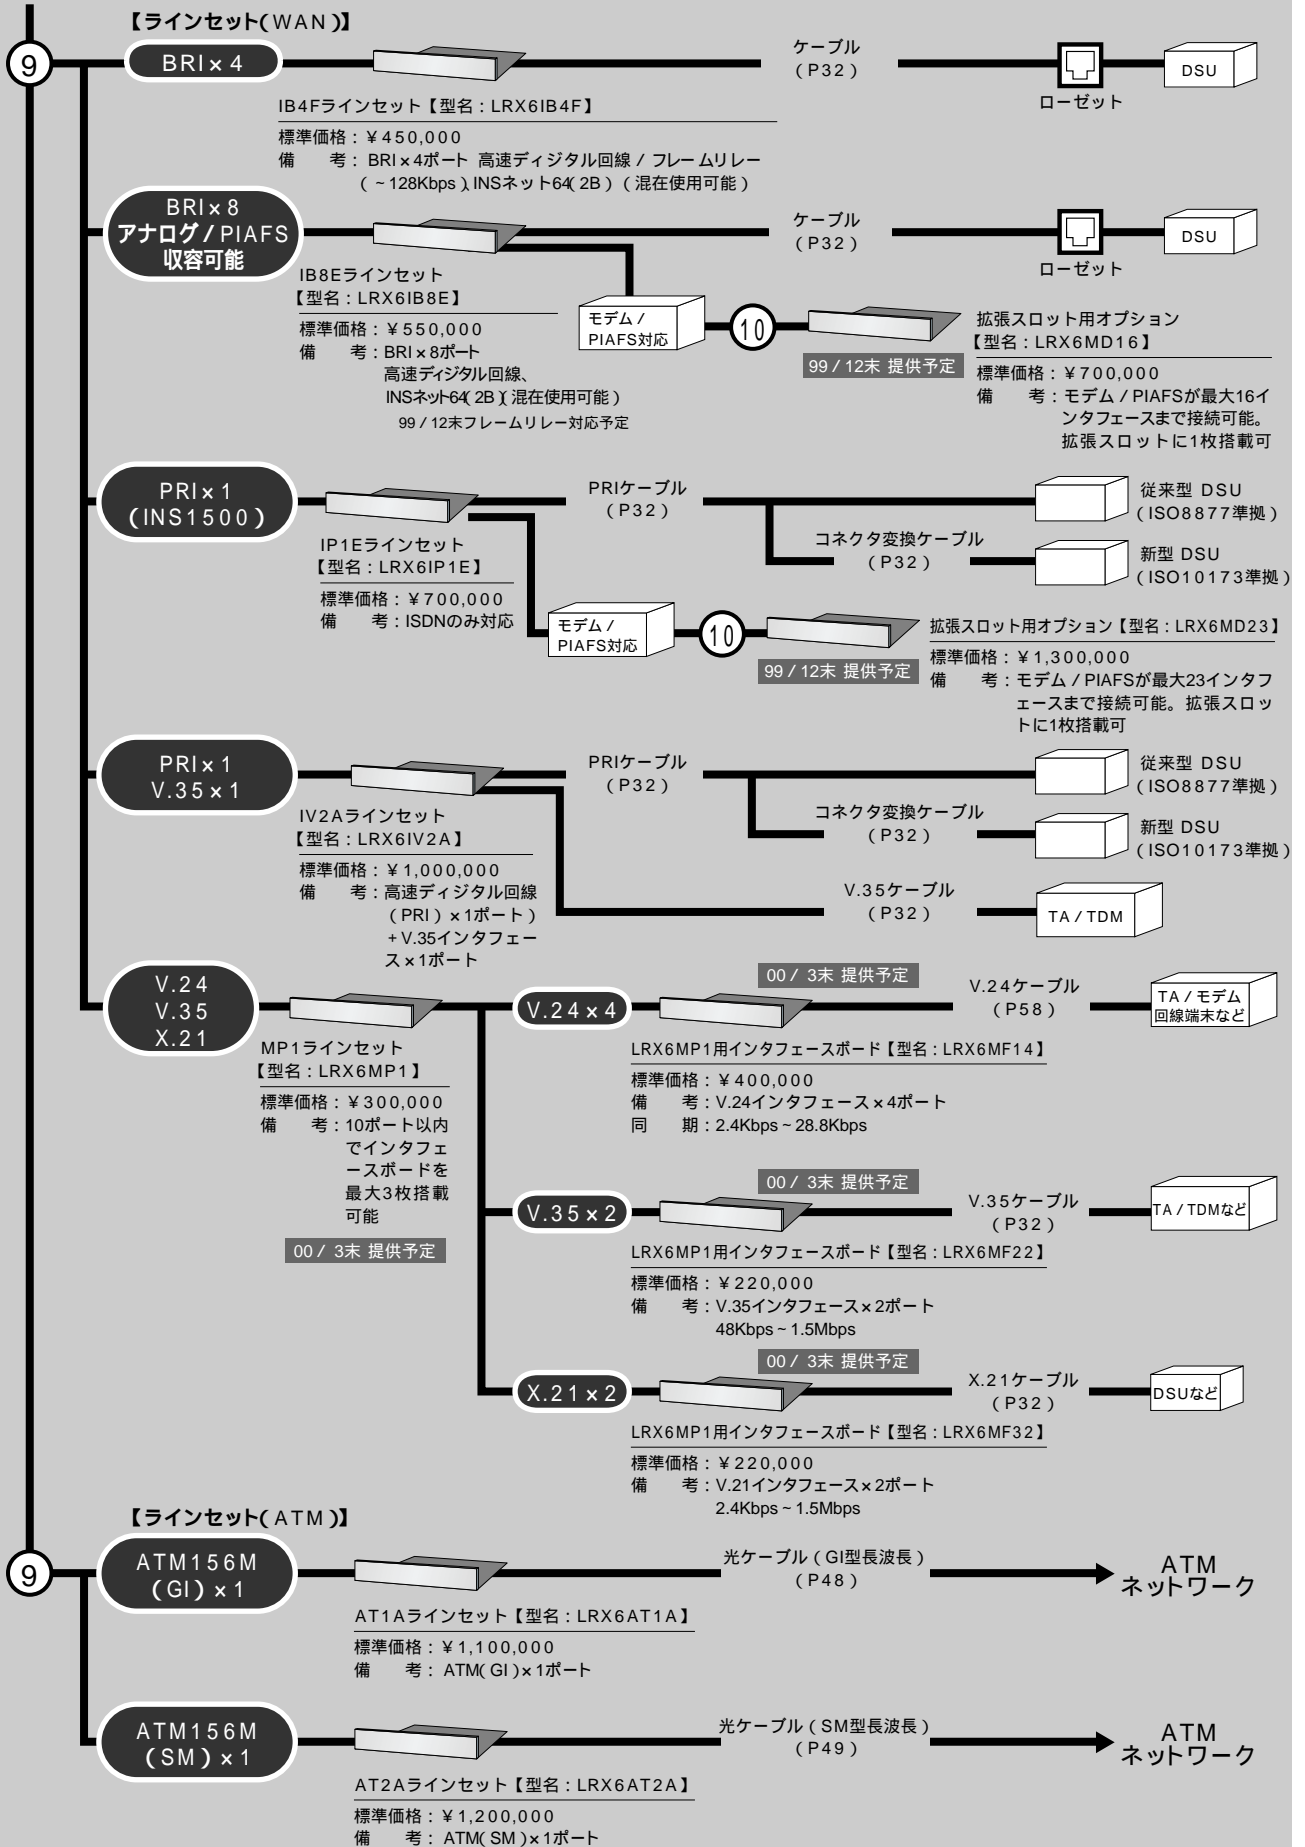 【ラインセット(WAN)】
9
BRI×4
ケーブル
(P32)
ローゼット
DSU
IB4Fラインセット【型名：LRX6IB4F】
標準価格：¥450,000
備　考：BRI×4ポート 高速ディジタル回線／フレームリレー
(~128Kbps)、INSネット64(2B)(混在使用可能)
BRI×8
アナログ/PIAFS
収容可能
ケーブル
(P32)
ローゼット
DSU
IB8Eラインセット
【型名：LRX6IB8E】
標準価格：¥550,000
備　考：BRI×8ポート
高速ディジタル回線、
INSネット64(2B)(混在使用可能)
99/12末フレームリレー対応予定
モデム/
PIAFS対応
10
99/12末 提供予定
拡張スロット用オプション
【型名：LRX6MD16】
標準価格：¥700,000
備　考：モデム/PIAFSが最大16イ
ンタフェースまで接続可能。
拡張スロットに1枚搭載可
PRI×1
(INS1500)
PRIケーブル
(P32)
従来型 DSU
(ISO8877準拠)
コネクタ変換ケーブル
(P32)
新型 DSU
(ISO10173準拠)
IP1Eラインセット
【型名：LRX6IP1E】
標準価格：¥700,000
備　考：ISDNのみ対応
モデム/
PIAFS対応
10
99/12末 提供予定
拡張スロット用オプション【型名：LRX6MD23】
標準価格：¥1,300,000
備　考：モデム/PIAFSが最大23インタフ
ェースまで接続可能。拡張スロッ
トに1枚搭載可
PRI×1
V.35×1
PRIケーブル
(P32)
従来型 DSU
(ISO8877準拠)
コネクタ変換ケーブル
(P32)
新型 DSU
(ISO10173準拠)
IV2Aラインセット
【型名：LRX6IV2A】
標準価格：¥1,000,000
備　考：高速ディジタル回線
(PRI)×1ポート)
+V.35インタフェー
ス×1ポート
V.35ケーブル
(P32)
TA/TDM
V.24
V.35
X.21
MP1ラインセット
【型名：LRX6MP1】
標準価格：¥300,000
備　考：10ポート以内
でインタフェ
ースボードを
最大3枚搭載
可能
00/3末 提供予定
V.24×4
00/3末 提供予定
V.24ケーブル
(P58)
TA/モデム
回線端末など
LRX6MP1用インタフェースボード【型名：LRX6MF14】
標準価格：¥400,000
備　考：V.24インタフェース×4ポート
同　期：2.4Kbps~28.8Kbps
V.35×2
00/3末 提供予定
V.35ケーブル
(P32)
TA/TDMなど
LRX6MP1用インタフェースボード【型名：LRX6MF22】
標準価格：¥220,000
備　考：V.35インタフェース×2ポート
48Kbps~1.5Mbps
X.21×2
00/3末 提供予定
X.21ケーブル
(P32)
DSUなど
LRX6MP1用インタフェースボード【型名：LRX6MF32】
標準価格：¥220,000
備　考：V.21インタフェース×2ポート
2.4Kbps~1.5Mbps
【ラインセット(ATM)】
9
ATM156M
(GI)×1
光ケーブル(GI型長波長)
(P48)
ATM
ネットワーク
AT1Aラインセット【型名：LRX6AT1A】
標準価格：¥1,100,000
備　考：ATM(GI)×1ポート
ATM156M
(SM)×1
光ケーブル(SM型長波長)
(P49)
ATM
ネットワーク
AT2Aラインセット【型名：LRX6AT2A】
標準価格：¥1,200,000
備　考：ATM(SM)×1ポート